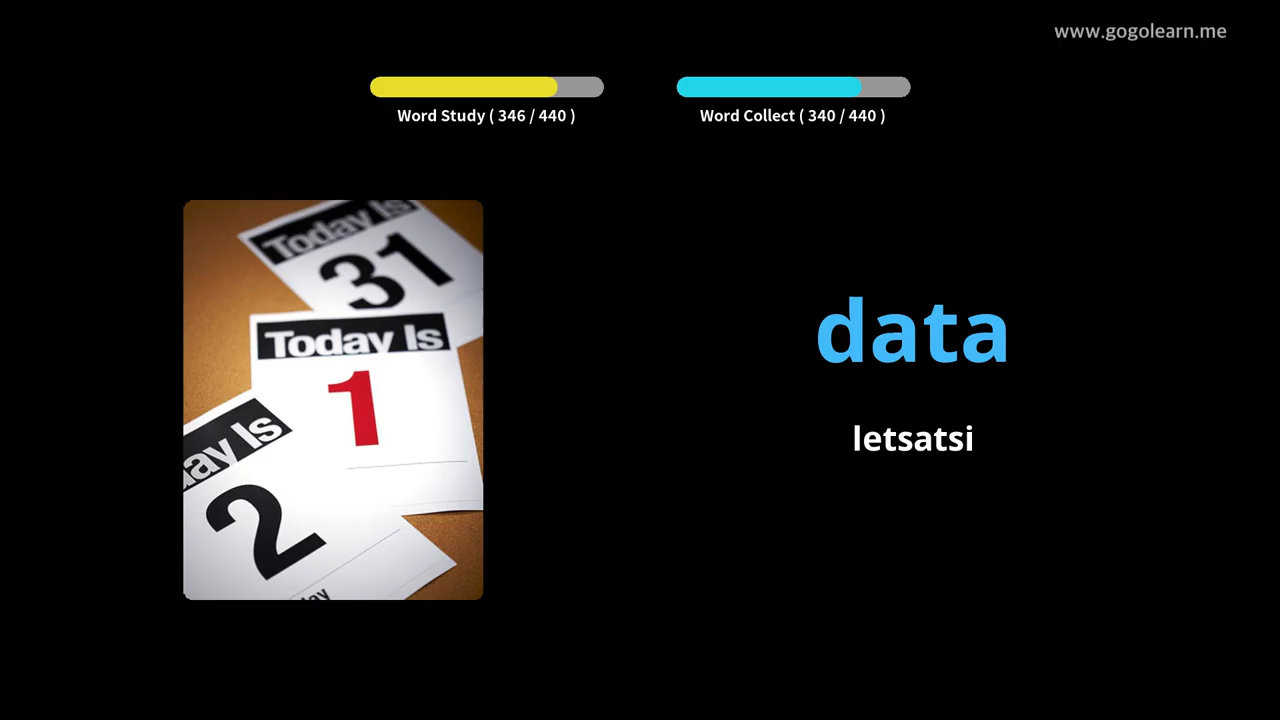 www.gogolearn.me
Word Study ( 346 / 440 )
Word Collect ( 340 / 440 )
Today Is
31
Today Is
1
ay Is
2
data
letsatsi